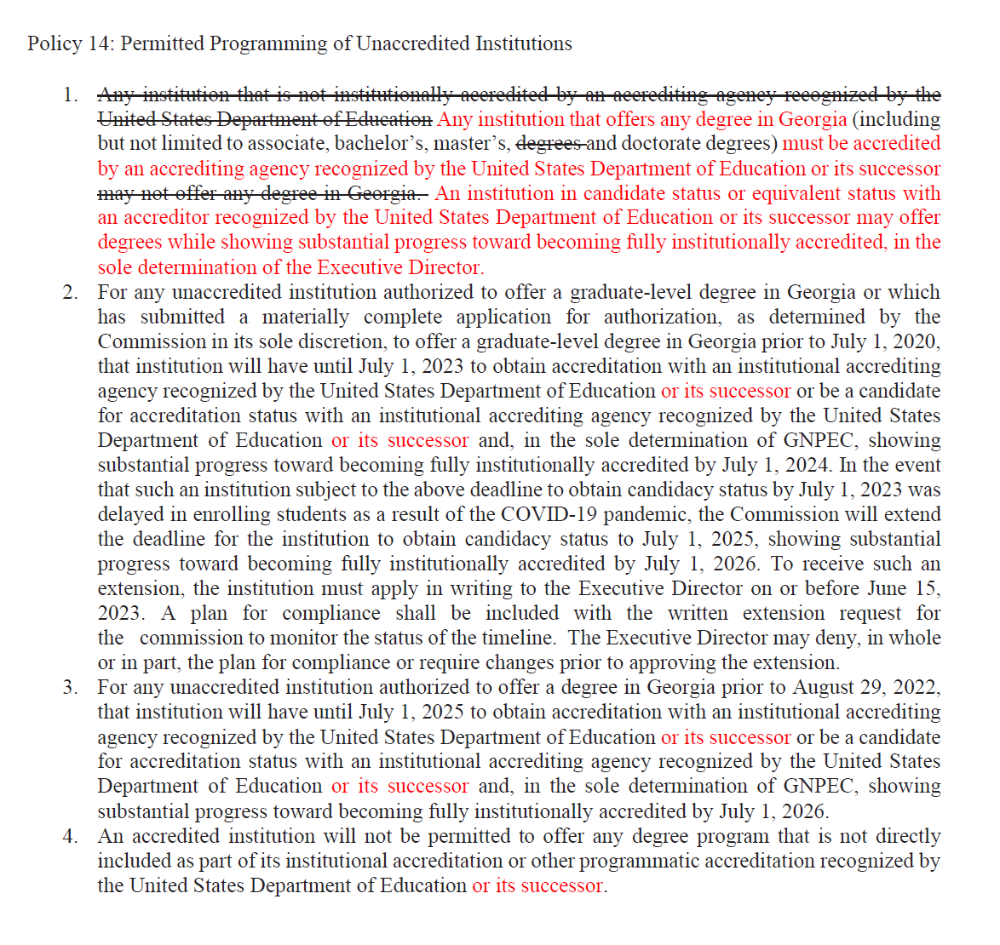 Policy 14: Permitted Programming of Unaccredited Institutions
1. Any institution that is not institutionally accredited by an accrediting agency recognized by the
United States Department of Education Any institution that offers any degree in Georgia (including
but not limited to associate, bachelor’s, master’s, degrees and doctorate degrees) must be accredited
by an accrediting agency recognized by the United States Department of Education or its successor
may not offer any degree in Georgia. An institution in candidate status or equivalent status with
an accreditor recognized by the United States Department of Education or its successor may offer
degrees while showing substantial progress toward becoming fully institutionally accredited, in the
sole determination of the Executive Director.
2. For any unaccredited institution authorized to offer a graduate-level degree in Georgia or which
has submitted a materially complete application for authorization, as determined by the
Commission in its sole discretion, to offer a graduate-level degree in Georgia prior to July 1, 2020,
that institution will have until July 1, 2023 to obtain accreditation with an institutional accrediting
agency recognized by the United States Department of Education or its successor or be a candidate
for accreditation status with an institutional accrediting agency recognized by the United States
Department of Education or its successor and, in the sole determination of GNPEC, showing
substantial progress toward becoming fully institutionally accredited by July 1, 2024. In the event
that such an institution subject to the above deadline to obtain candidacy status by July 1, 2023 was
delayed in enrolling students as a result of the COVID-19 pandemic, the Commission will extend
the deadline for the institution to obtain candidacy status to July 1, 2025, showing substantial
progress toward becoming fully institutionally accredited by July 1, 2026. To receive such an
extension, the institution must apply in writing to the Executive Director on or before June 15,
2023. A plan for compliance shall be included with the written extension request for
the commission to monitor the status of the timeline. The Executive Director may deny, in whole
or in part, the plan for compliance or require changes prior to approving the extension.
3. For any unaccredited institution authorized to offer a degree in Georgia prior to August 29, 2022,
that institution will have until July 1, 2025 to obtain accreditation with an institutional accrediting
agency recognized by the United States Department of Education or its successor or be a candidate
for accreditation status with an institutional accrediting agency recognized by the United States
Department of Education or its successor and, in the sole determination of GNPEC, showing
substantial progress toward becoming fully institutionally accredited by July 1, 2026.
4. An accredited institution will not be permitted to offer any degree program that is not directly
included as part of its institutional accreditation or other programmatic accreditation recognized by
the United States Department of Education or its successor.